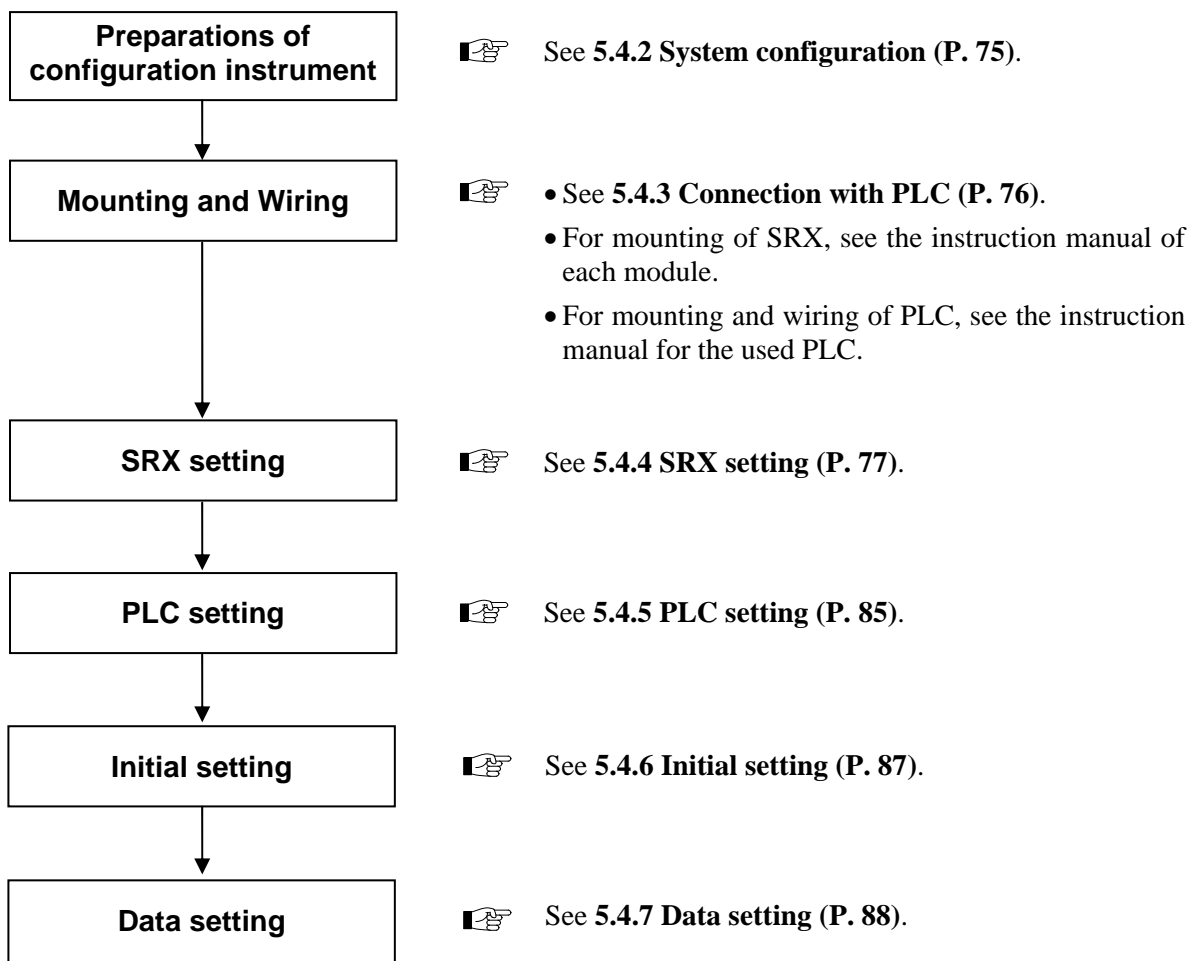 Preparations of
configuration instrument
See 5.4.2 System configuration (P. 75).
Mounting and Wiring
• See 5.4.3 Connection with PLC (P. 76).
• For mounting of SRX, see the instruction manual of
each module.
• For mounting and wiring of PLC, see the instruction
manual for the used PLC.
SRX setting
See 5.4.4 SRX setting (P. 77).
PLC setting
See 5.4.5 PLC setting (P. 85).
Initial setting
See 5.4.6 Initial setting (P. 87).
Data setting
See 5.4.7 Data setting (P. 88).